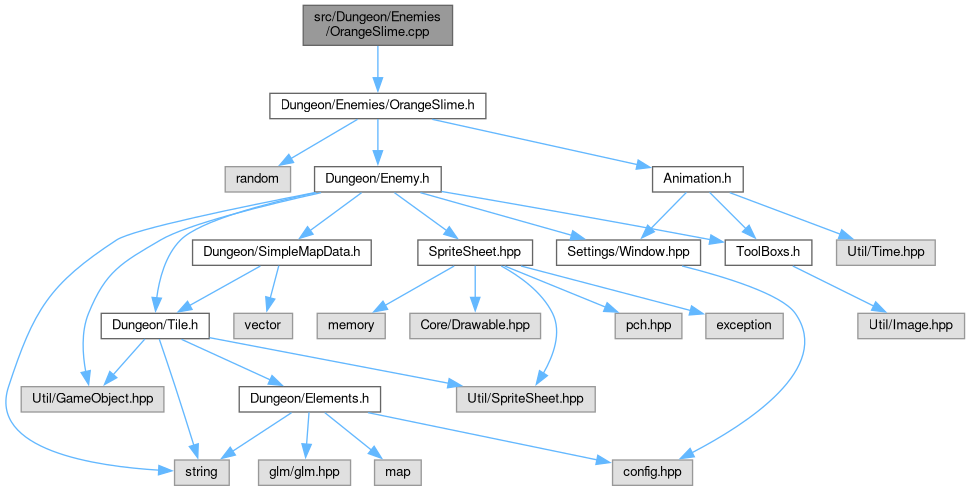 src/Dungeon/Enemies
/OrangeSlime.cpp
Dungeon/Enemies/OrangeSlime.h
random
Dungeon/Enemy.h
Animation.h
Dungeon/SimpleMapData.h
SpriteSheet.hpp
Settings/Window.hpp
ToolBoxs.h
Util/Time.hpp
Dungeon/Tile.h
vector
memory
Core/Drawable.hpp
pch.hpp
exception
Util/Image.hpp
Util/GameObject.hpp
Dungeon/Elements.h
Util/SpriteSheet.hpp
string
glm/glm.hpp
map
config.hpp